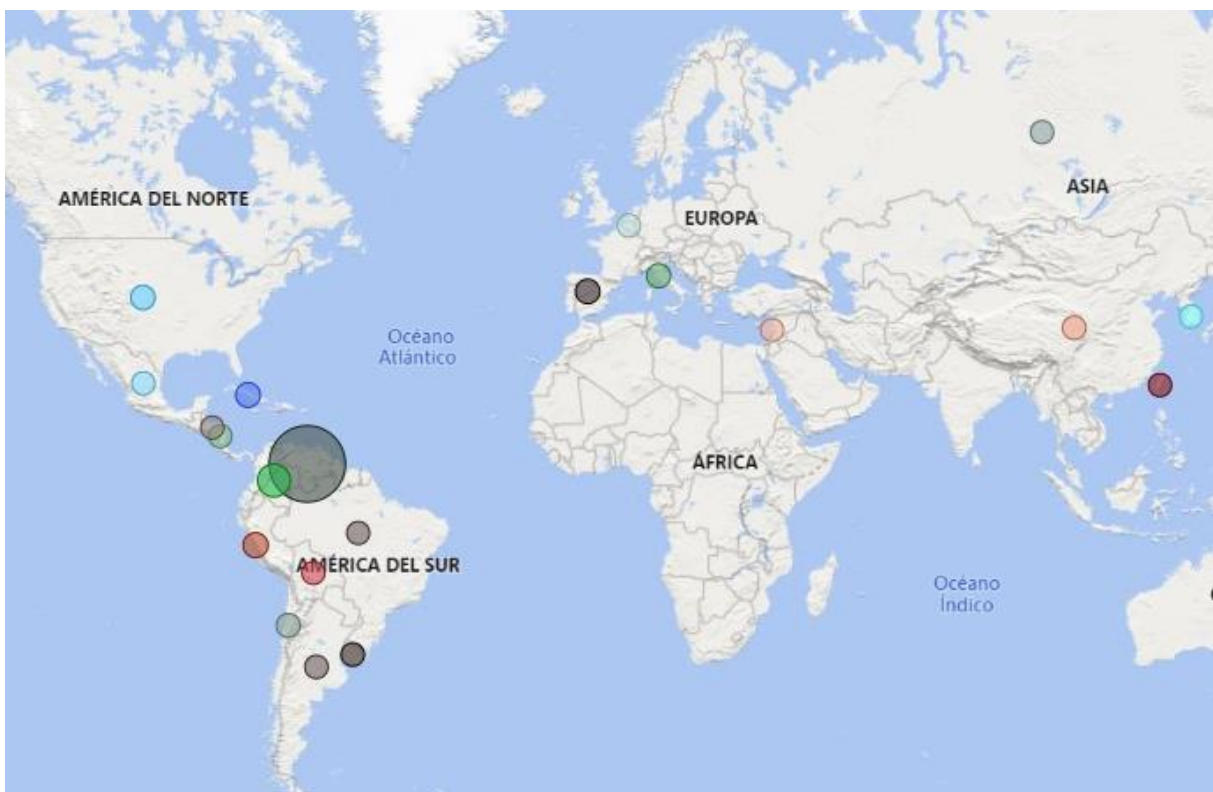 AMÉRICA DEL NORTE
ASIA
EUROPA
Océano
Atlántico
ÁFRICA
AMÉRICA DEL SUR
Océano
Índico